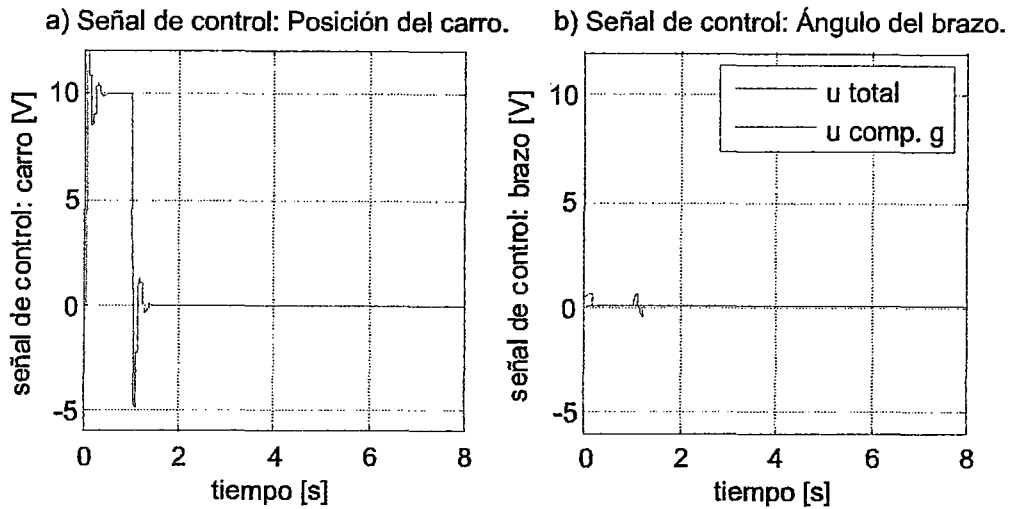 a) Señal de control: Posición del carro.
señal de control: carro [V]
10
5
0
-5
0 2 4 6 8
tiempo [s]
b) Señal de control: Ángulo del brazo.
señal de control: brazo [V]
10
5
0
-5
u total
u comp. g
0 2 4 6 8
tiempo [s]